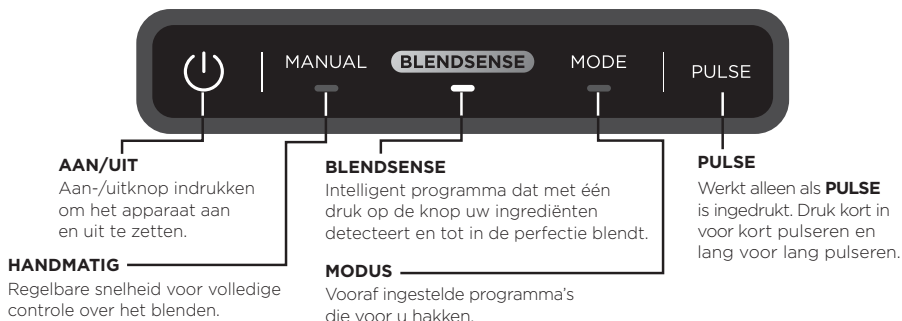 MANUAL BLENDSENSE MODE PULSE
AAN/UIT
Aan-/uitknop indrukken
om het apparaat aan
en uit te zetten.
HANDMATIG
Regelbare snelheid voor volledige
controle over het blenden.
BLENDSENSE
Intelligent programma dat met één
druk op de knop uw ingrediënten
detecteert en tot in de perfectie blendt.
MODUS
Vooraf ingestelde programma's
die voor u hakken.
PULSE
Werkt alleen als PULSE
is ingedrukt. Druk kort in
voor kort pulseren en
lang voor lang pulseren.